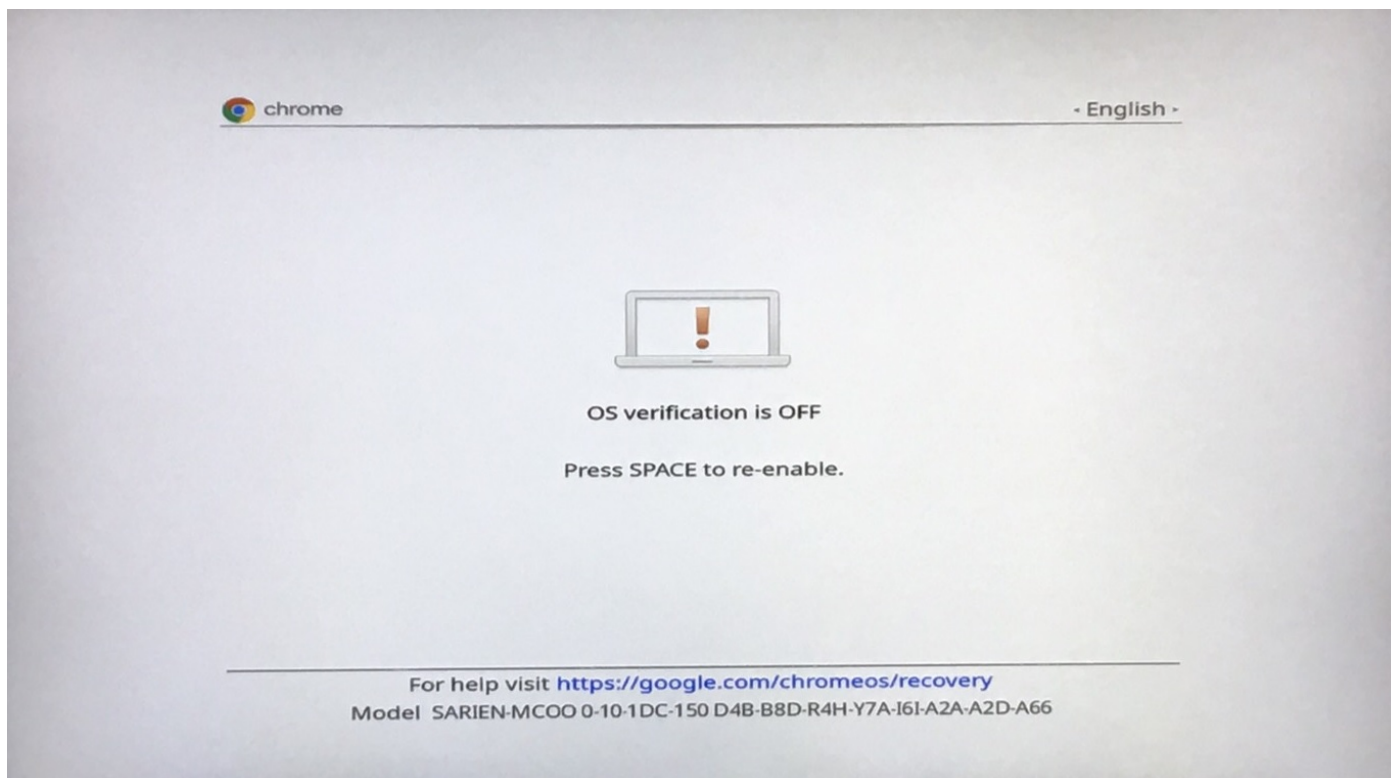 chrome
- English -
OS verification is OFF
Press SPACE to re-enable.
For help visit https://google.com/chromeos/recovery
Model SARIEN-MCOO 0-10-1DC-150 D4B-B8D-R4H-Y7A-I6I-A2A-A2D-A66